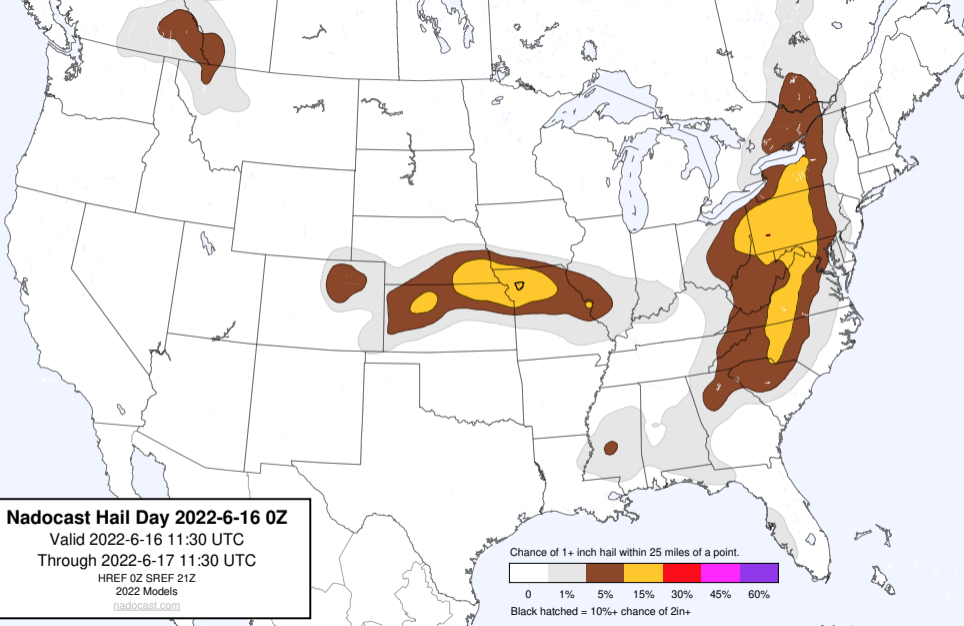 Nadocast Hail Day 2022-6-16 0Z
Valid 2022-6-16 11:30 UTC
Through 2022-6-17 11:30 UTC
HREF 0Z SREF 21Z
2022 Models
nadocast.com
Chance of 1+ inch hail within 25 miles of a point.
0 1% 5% 15% 30% 45% 60%
Black hatched = 10%+ chance of 2in+